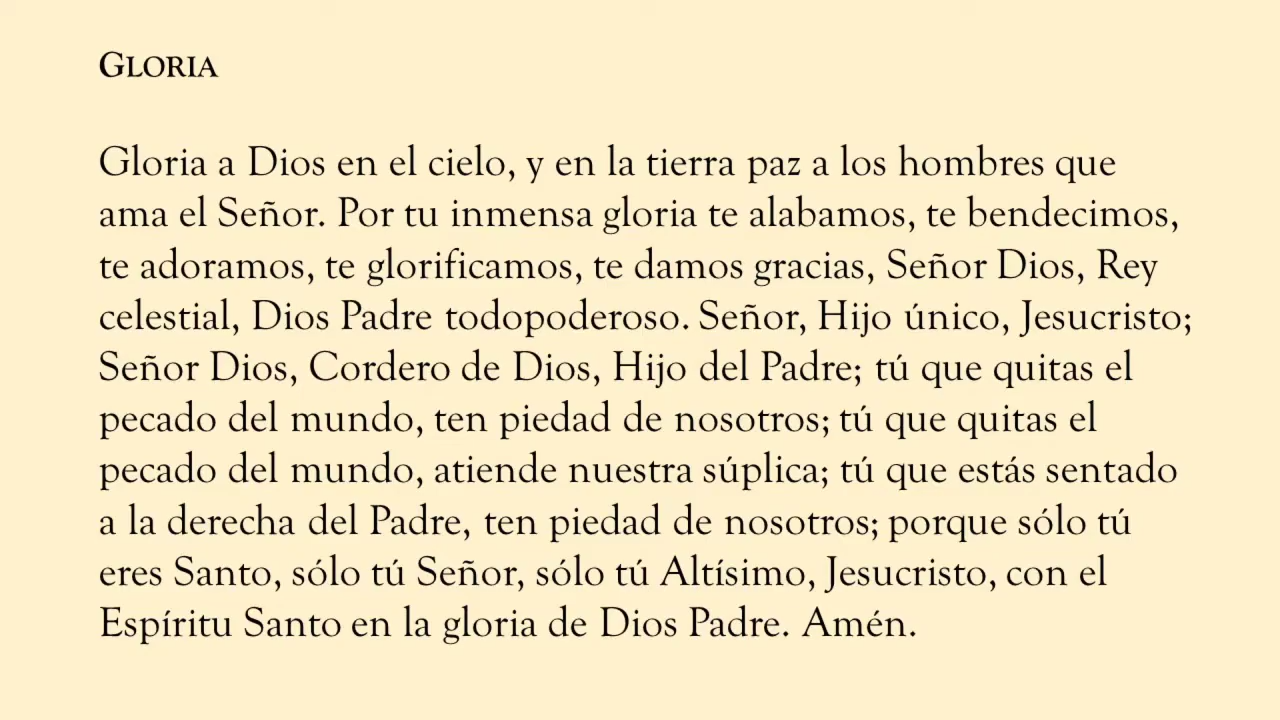 GLORIA
Gloria a Dios en el cielo, y en la tierra paz a los hombres que
ama el Señor. Por tu inmensa gloria te alabamos, te bendecimos,
te adoramos, te glorificamos, te damos gracias, Señor Dios, Rey
celestial, Dios Padre todopoderoso. Señor, Hijo único, Jesucristo;
Señor Dios, Cordero de Dios, Hijo del Padre; tú que quitas el
pecado del mundo, ten piedad de nosotros; tú que quitas el
pecado del mundo, atiende nuestra súplica; tú que estás sentado
a la derecha del Padre, ten piedad de nosotros; porque sólo tú
eres Santo, sólo tú Señor, sólo tú Altísimo, Jesucristo, con el
Espíritu Santo en la gloria de Dios Padre. Amén.